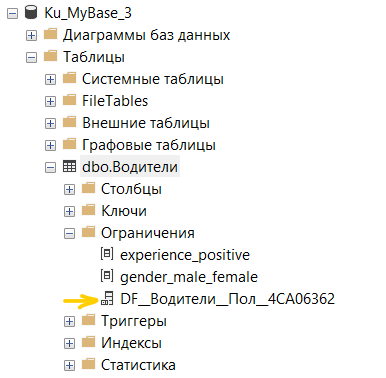 Ku_MyBase_3
Диаграммы баз данных
Таблицы
Системные таблицы
FileTables
Внешние таблицы
Графовые таблицы
dbo.Водители
Столбцы
Ключи
Ограничения
experience_positive
gender_male_female
DF__Водители__Пол__4CA06362
Триггеры
Индексы
Статистика